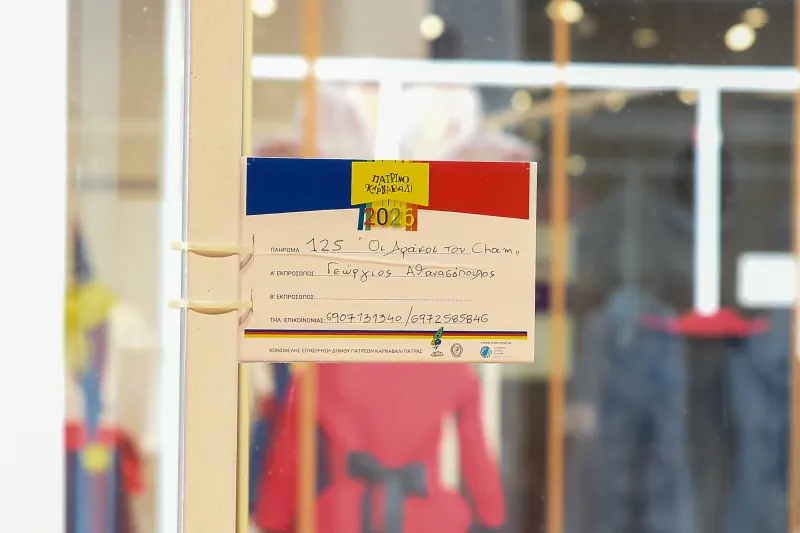 ΠΑΤΡΙΝΟ
ΚΑΡΝΑΒΑΛΙ
2026
ΠΛΗΡΩΜΑ: 125 "Οι Δράκοι του Cham"
Α' ΕΚΠΡΟΣΩΠΟΣ: Γεώργιος Αθανασόπουλος
Β' ΕΚΠΡΟΣΩΠΟΣ:
ΤΗΛ. ΕΠΙΚΟΙΝΩΝΙΑΣ: 6907131340/6972585846
ΚΟΙΝΩΦΕΛΗΣ ΕΠΙΧΕΙΡΗΣΗ ΔΗΜΟΥ ΠΑΤΡΕΩΝ ΚΑΡΝΑΒΑΛΙ ΠΑΤΡΑΣ